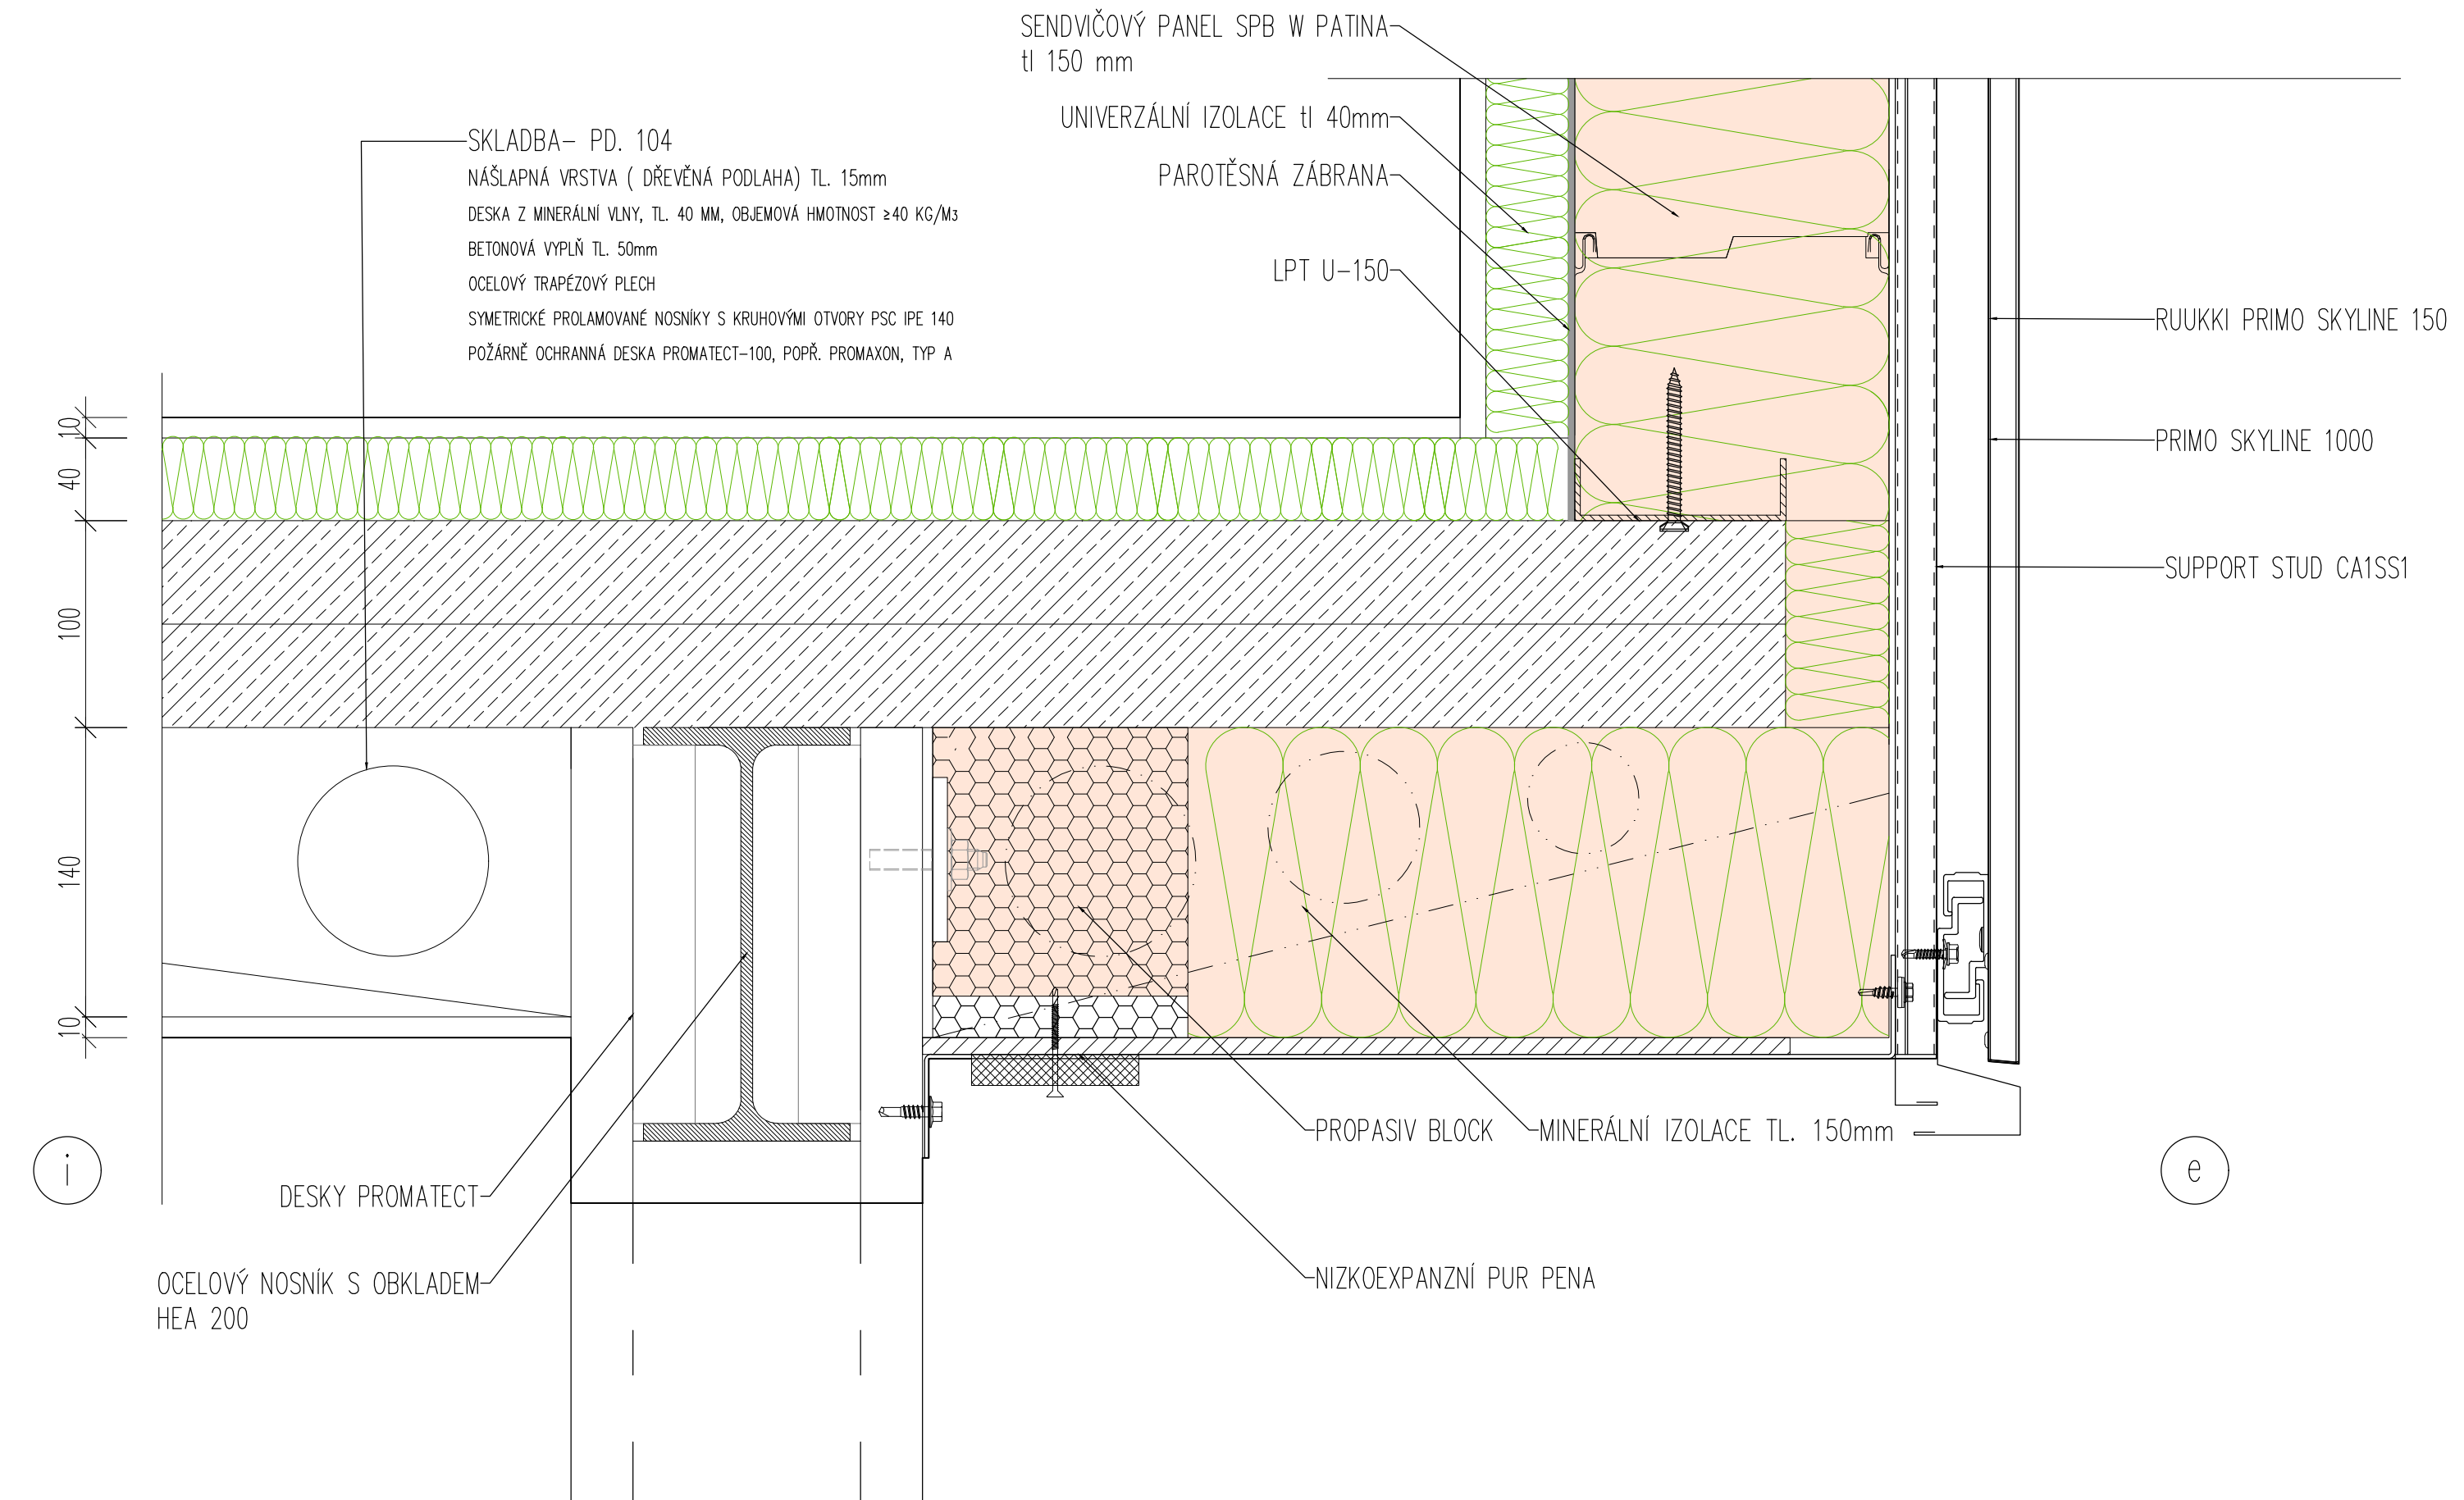 SENDVIČOVÝ PANEL SPB W PATINA
tl 150 mm
UNIVERZÁLNÍ IZOLACE tl 40mm
PAROTĚSNÁ ZÁBRANA
LPT U-150
SKLADBA- PD. 104
NÁŠLAPNÁ VRSTVA ( DŘEVĚNÁ PODLAHA) TL. 15mm
DESKA Z MINERÁLNÍ VLNY, TL. 40 MM, OBJEMOVÁ HMOTNOST ≥40 KG/M3
BETONOVÁ VYPLŇ TL. 50mm
OCELOVÝ TRAPÉZOVÝ PLECH
SYMETRICKÉ PROLAMOVANÉ NOSNÍKY S KRUHOVÝMI OTVORY PSC IPE 140
POŽÁRNĚ OCHRANNÁ DESKA PROMATECT-100, POPŘ. PROMAXON, TYP A
RUUKKI PRIMO SKYLINE 150
PRIMO SKYLINE 1000
SUPPORT STUD CA1SS1
10
40
100
140
10
PROPASIV BLOCK
MINERÁLNÍ IZOLACE TL. 150mm
i
e
DESKY PROMATECT
OCELOVÝ NOSNÍK S OBKLADEM
HEA 200
NIZKOEXPANZNÍ PUR PENA